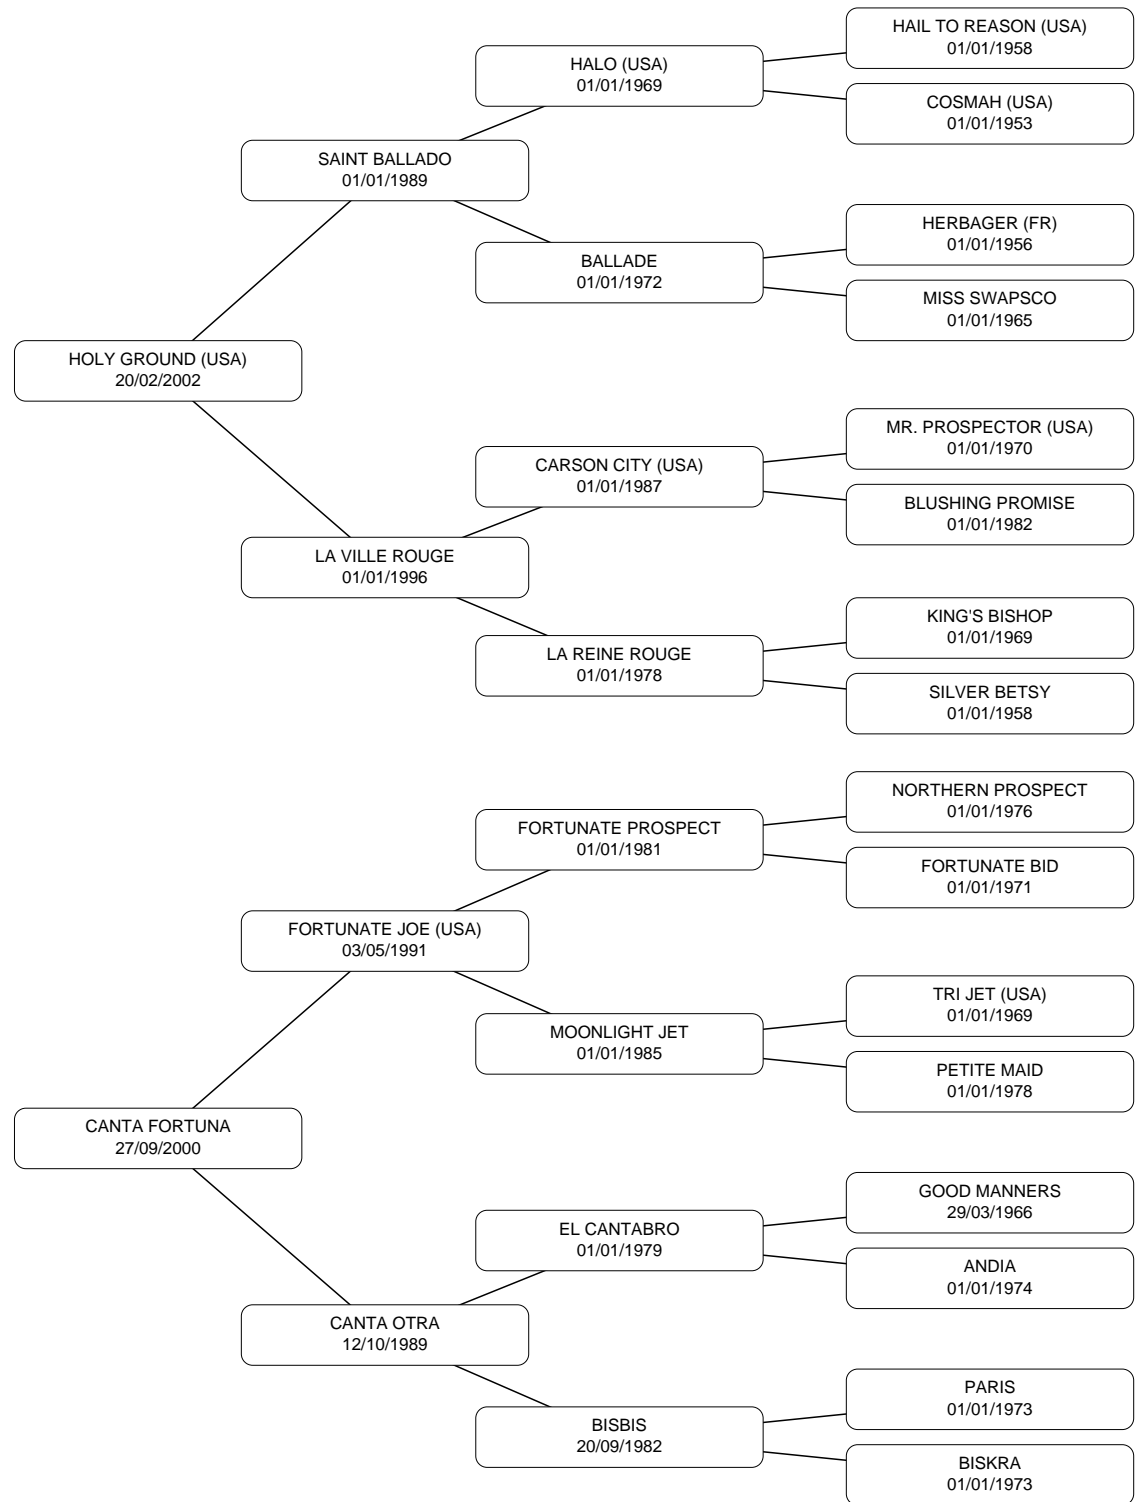 HAIL TO REASON (USA)
01/01/1958
HALO (USA)
01/01/1969
COSMAH (USA)
01/01/1953
SAINT BALLADO
01/01/1989
HERBAGER (FR)
01/01/1956
BALLADE
01/01/1972
MISS SWAPSCO
01/01/1965
HOLY GROUND (USA)
20/02/2002
MR. PROSPECTOR (USA)
01/01/1970
CARSON CITY (USA)
01/01/1987
BLUSHING PROMISE
01/01/1982
LA VILLE ROUGE
01/01/1996
KING'S BISHOP
01/01/1969
LA REINE ROUGE
01/01/1978
SILVER BETSY
01/01/1958
NORTHERN PROSPECT
01/01/1976
FORTUNATE PROSPECT
01/01/1981
FORTUNATE BID
01/01/1971
FORTUNATE JOE (USA)
03/05/1991
TRI JET (USA)
01/01/1969
MOONLIGHT JET
01/01/1985
PETITE MAID
01/01/1978
CANTA FORTUNA
27/09/2000
GOOD MANNERS
29/03/1966
EL CANTABRO
01/01/1979
ANDIA
01/01/1974
CANTA OTRA
12/10/1989
PARIS
01/01/1973
BISBIS
20/09/1982
BISKRA
01/01/1973